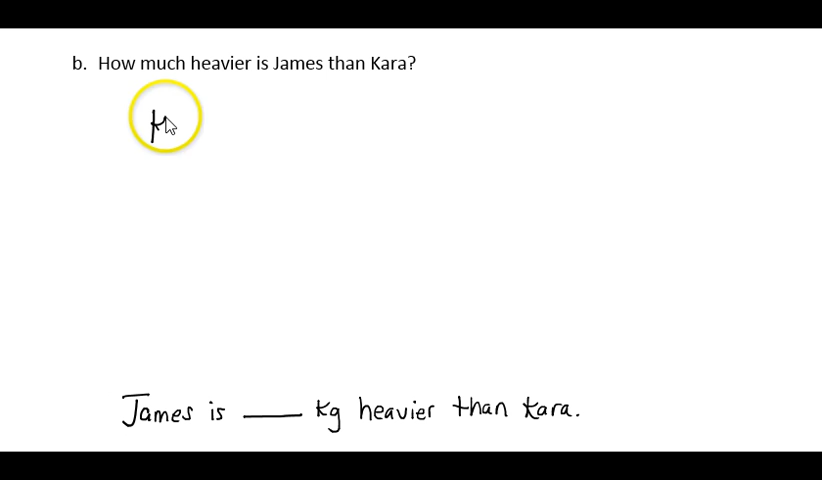 b. How much heavier is James than Kara?
K
James is ___ kg heavier than Kara.